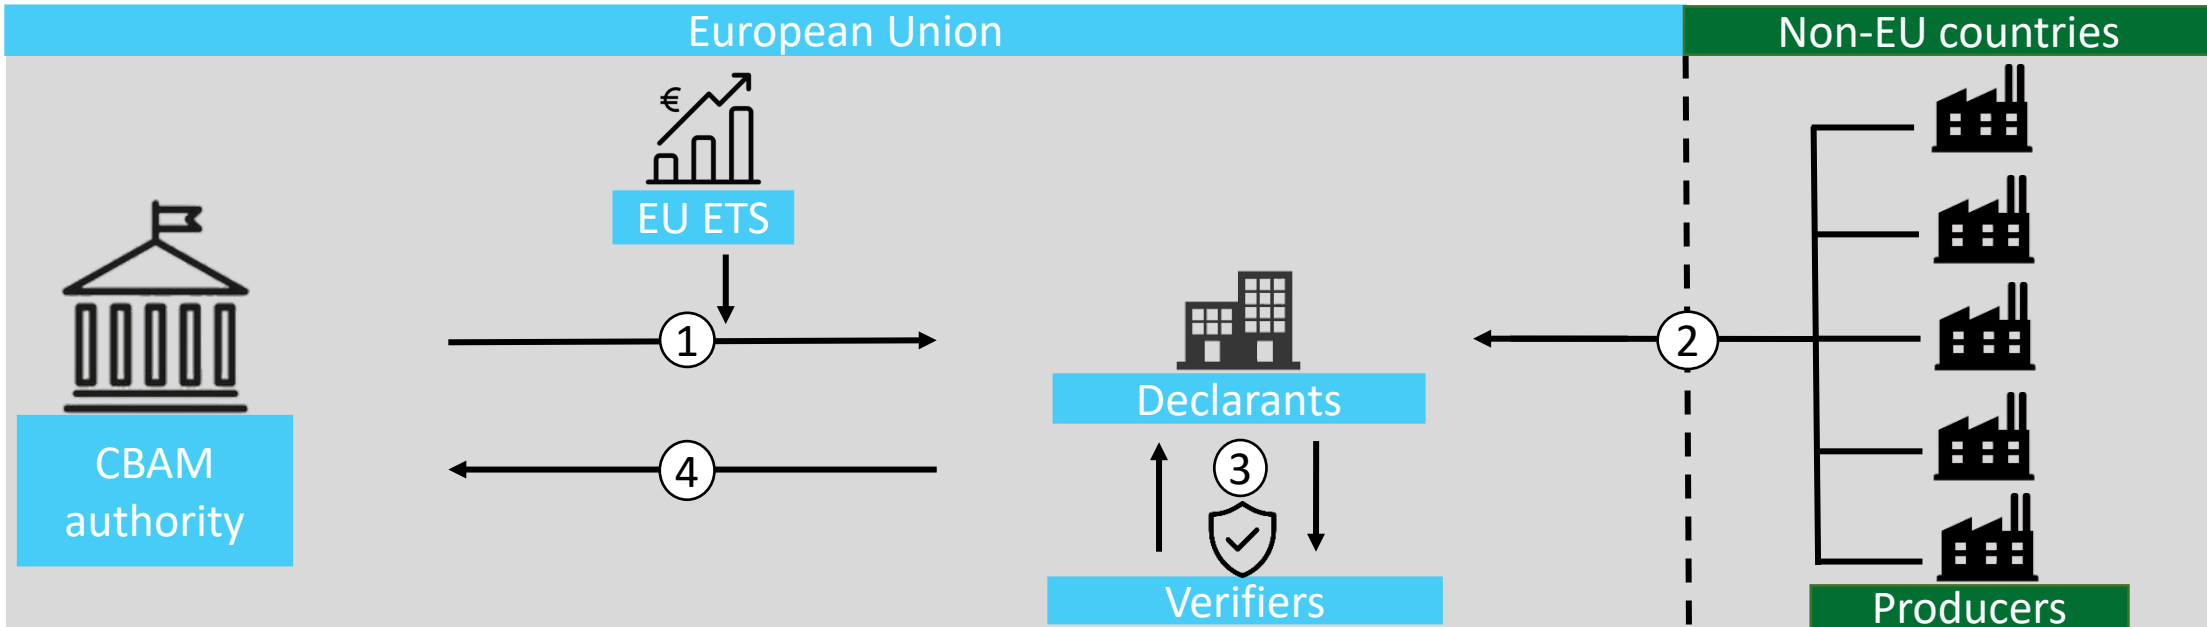 European Union
Non-EU countries
€
EU ETS
1
2
Declarants
CBAM
authority
4
3
Verifiers
Producers